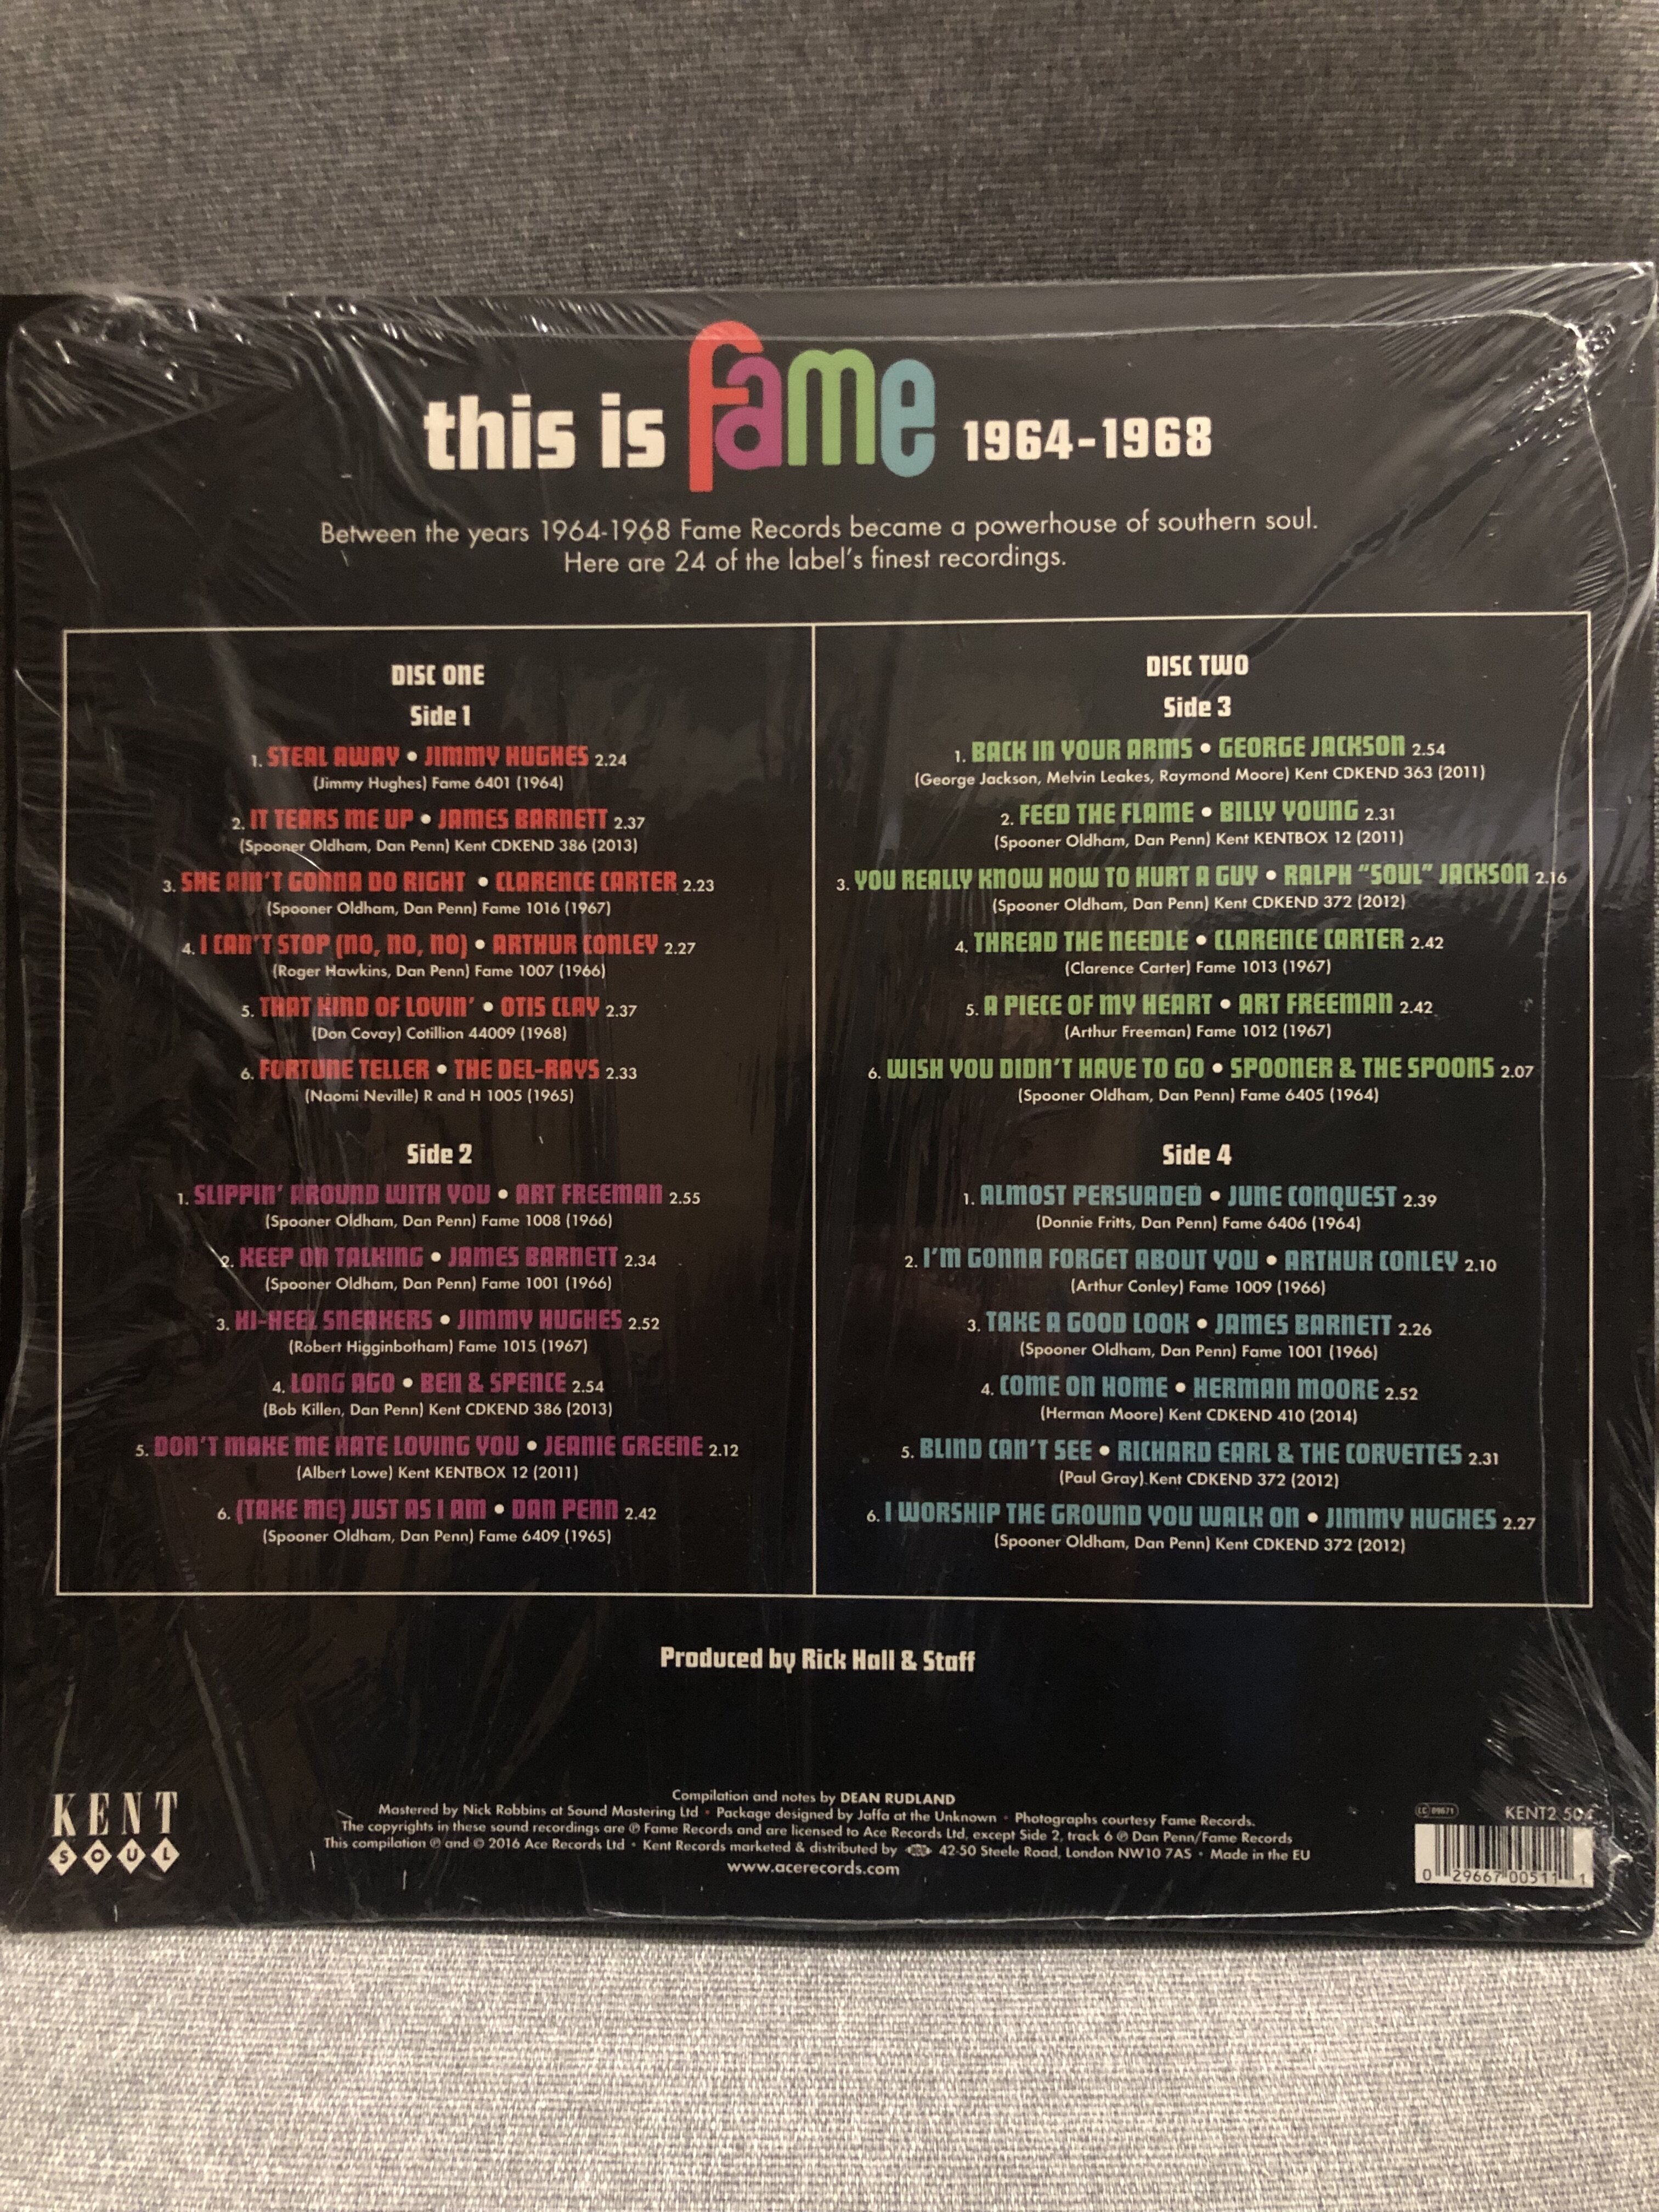 this is fame 1964-1968
Between the years 1964-1968 Fame Records became a powerhouse of southern soul.
Here are 24 of the label's finest recordings.
DISC ONE
Side 1
1. STEAL AWAY • JIMMY HUGHES 2.24
(Jimmy Hughes) Fame 6401 (1964)
2. IT TEARS ME UP • JAMES BARNETT 2.37
(Spooner Oldham, Dan Penn) Kent CDKEND 386 (2013)
3. SHE AIN'T GONNA DO RIGHT • CLARENCE CARTER 2.23
(Spooner Oldham, Dan Penn) Fame 1016 (1967)
4. I CAN'T STOP (NO, NO, NO) • ARTHUR CONLEY 2.27
(Roger Hawkins, Dan Penn) Fame 1007 (1966)
5. THAT KIND OF LOVIN' • OTIS CLAY 2.37
(Don Covay) Cotillion 44009 (1968)
6. FORTUNE TELLER • THE DEL-RAYS 2.33
(Naomi Neville) R and H 1005 (1965)
Side 2
1. SLIPPIN' AROUND WITH YOU • ART FREEMAN 2.55
(Spooner Oldham, Dan Penn) Fame 1008 (1966)
2. KEEP ON TALKING • JAMES BARNETT 2.34
(Spooner Oldham, Dan Penn) Fame 1001 (1966)
3. HI-HEEL SNEAKERS • JIMMY HUGHES 2.52
(Robert Higginbotham) Fame 1015 (1967)
4. LONG AGO • BEN & SPENCE 2.54
(Bob Killen, Dan Penn) Kent CDKEND 386 (2013)
5. DON'T MAKE ME HATE LOVING YOU • JEANIE GREENE 2.12
(Albert Lowe) Kent KENTBOX 12 (2011)
6. (TAKE ME) JUST AS I AM • DAN PENN 2.42
(Spooner Oldham, Dan Penn) Fame 6409 (1965)
DISC TWO
Side 3
1. BACK IN YOUR ARMS • GEORGE JACKSON 2.54
(George Jackson, Melvin Leakes, Raymond Moore) Kent CDKEND 363 (2011)
2. FEED THE FLAME • BILLY YOUNG 2.31
(Spooner Oldham, Dan Penn) Kent KENTBOX 12 (2011)
3. YOU REALLY KNOW HOW TO HURT A GUY • RALPH "SOUL" JACKSON 2.16
(Spooner Oldham, Dan Penn) Kent CDKEND 372 (2012)
4. THREAD THE NEEDLE • CLARENCE CARTER 2.42
(Clarence Carter) Fame 1013 (1967)
5. A PIECE OF MY HEART • ART FREEMAN 2.42
(Arthur Freeman) Fame 1012 (1967)
6. WISH YOU DIDN'T HAVE TO GO • SPOONER & THE SPOONS 2.07
(Spooner Oldham, Dan Penn) Fame 6405 (1964)
Side 4
1. ALMOST PERSUADED • JUNE CONQUEST 2.39
(Donnie Fritts, Dan Penn) Fame 6406 (1964)
2. I'M GONNA FORGET ABOUT YOU • ARTHUR CONLEY 2.10
(Arthur Conley) Fame 1009 (1966)
3. TAKE A GOOD LOOK • JAMES BARNETT 2.26
(Spooner Oldham, Dan Penn) Fame 1001 (1966)
4. COME ON HOME • HERMAN MOORE 2.52
(Herman Moore) Kent CDKEND 410 (2014)
5. BLIND CAN'T SEE • RICHARD EARL & THE CORVETTES 2.31
(Paul Gray) Kent CDKEND 372 (2012)
6. I WORSHIP THE GROUND YOU WALK ON • JIMMY HUGHES 2.27
(Spooner Oldham, Dan Penn) Kent CDKEND 372 (2012)
Produced by Rick Hall & Staff
KENT
SOUL
Compilation and notes by DEAN RUDLAND
Mastered by Nick Robbins at Sound Mastering Ltd • Package designed by Jaffa at the Unknown • Photographs courtesy Fame Records.
The copyrights in these sound recordings are ℗ Fame Records and are licensed to Ace Records Ltd, except Side 2, track 6 ℗ Dan Penn/Fame Records
This compilation ℗ and © 2016 Ace Records Ltd • Kent Records marketed & distributed by 42-50 Steele Road, London NW10 7AS • Made in the EU
www.acerecords.com
LC 09671
KENT2 504
0 29667 00511 1